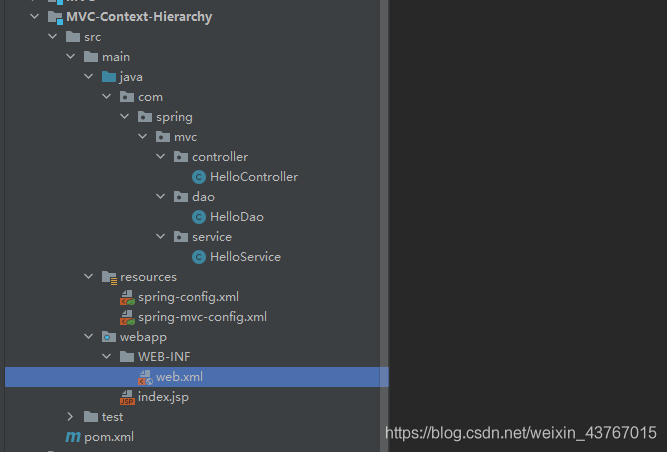 MVC-Context-Hierarchy
src
main
java
com
spring
mvc
controller
HelloController
dao
HelloDao
service
HelloService
resources
spring-config.xml
spring-mvc-config.xml
webapp
WEB-INF
web.xml
index.jsp
test
pom.xml
https://blog.csdn.net/weixin_43767015